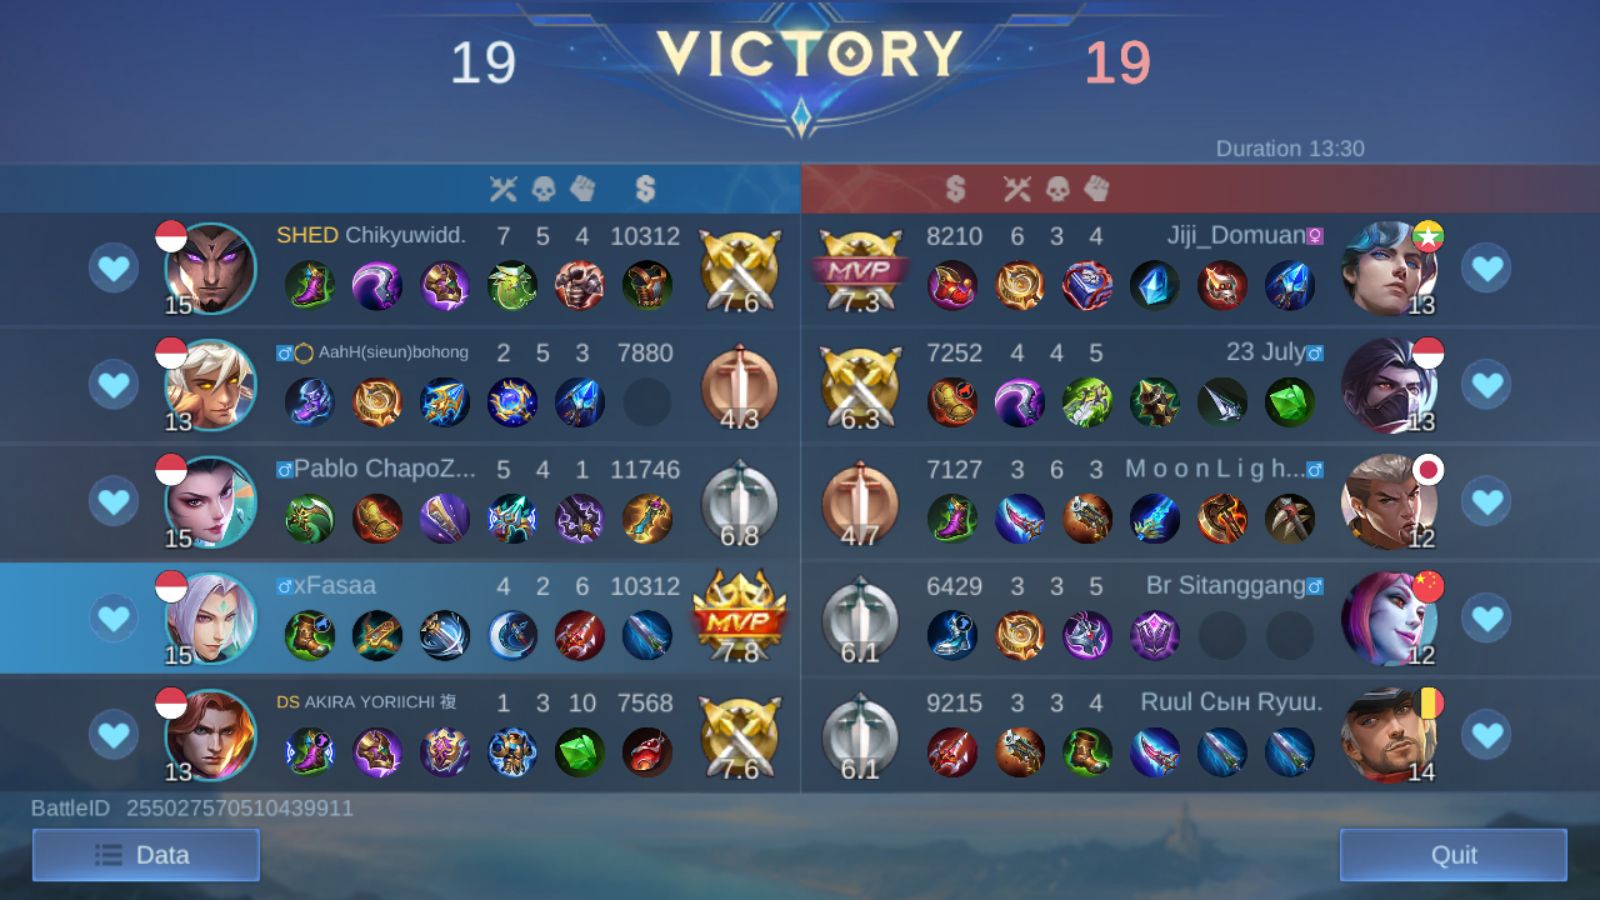 19 VICTORY 19
Duration 13:30
SHED Chikyuwidd. 7 5 4 10312
15 7.6
MVP 7.3 8210 6 3 4 Jiji_Domuan
13
AahH(sieun)bohong 2 5 3 7880
13 4.3
6.3 7252 4 4 5 23 July
13
Pablo ChapoZ... 5 4 1 11746
15 6.8
4.7 7127 3 6 3 M o o n L i g h...
12
xFasaa 4 2 6 10312
15 MVP 7.8
6.1 6429 3 3 5 Br Sitanggang
12
DS AKIRA YORIICHI 複 1 3 10 7568
13 7.6
6.1 9215 3 3 4 Ruul Сын Ryuu.
14
BattleID 255027570510439911
Data
Quit